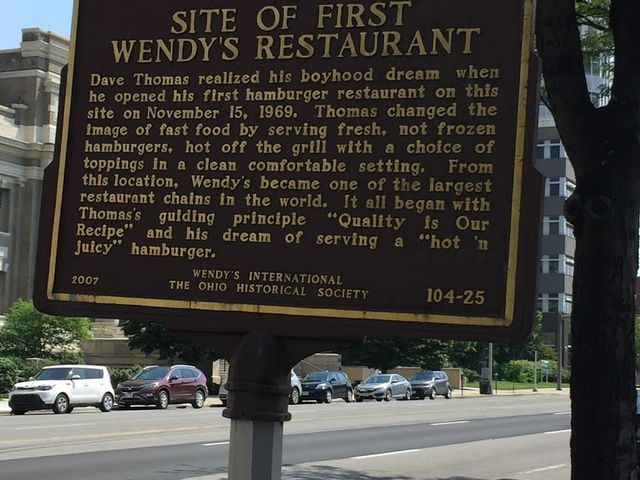 SITE OF FIRST
WENDY'S RESTAURANT
Dave Thomas realized his boyhood dream when
he opened his first hamburger restaurant on this
site on November 15, 1969. Thomas changed the
image of fast food by serving fresh, not frozen
hamburgers, hot off the grill with a choice of
toppings in a clean comfortable setting. From
this location, Wendy's became one of the largest
restaurant chains in the world. It all began with
Thomas's guiding principle “Quality is Our
Recipe” and his dream of serving a “hot 'n
juicy” hamburger.
WENDY'S INTERNATIONAL
2007 THE OHIO HISTORICAL SOCIETY 104-25